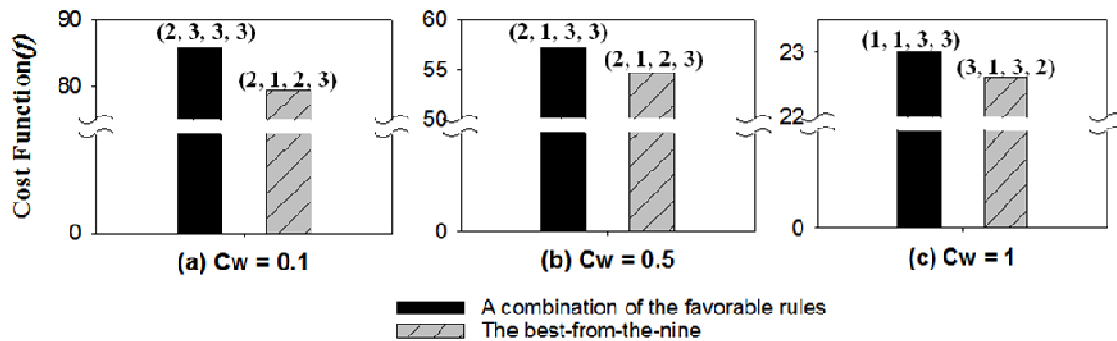 Cost Function(f)
90
80
0
(2, 3, 3, 3)
(2, 1, 2, 3)
(a) Cw = 0.1
60
55
50
0
(2, 1, 3, 3)
(2, 1, 2, 3)
(b) Cw = 0.5
23
22
0
(1, 1, 3, 3)
(3, 1, 3, 2)
(c) Cw = 1
A combination of the favorable rules
The best-from-the-nine